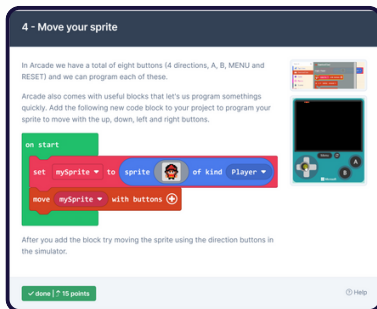 4 - Move your sprite
In Arcade we have a total of eight buttons (4 directions, A, B, MENU and
RESET) and we can program each of these.
Arcade also comes with useful blocks that let's us program somethings
quickly. Add the following new code block to your project to program your
sprite to move with the up, down, left and right buttons.
on start
set mySprite to sprite of kind Player
move mySprite with buttons
After you add the block try moving the sprite using the direction buttons in
the simulator.
✓ done | 15 points
Help
A
B
Microsoft